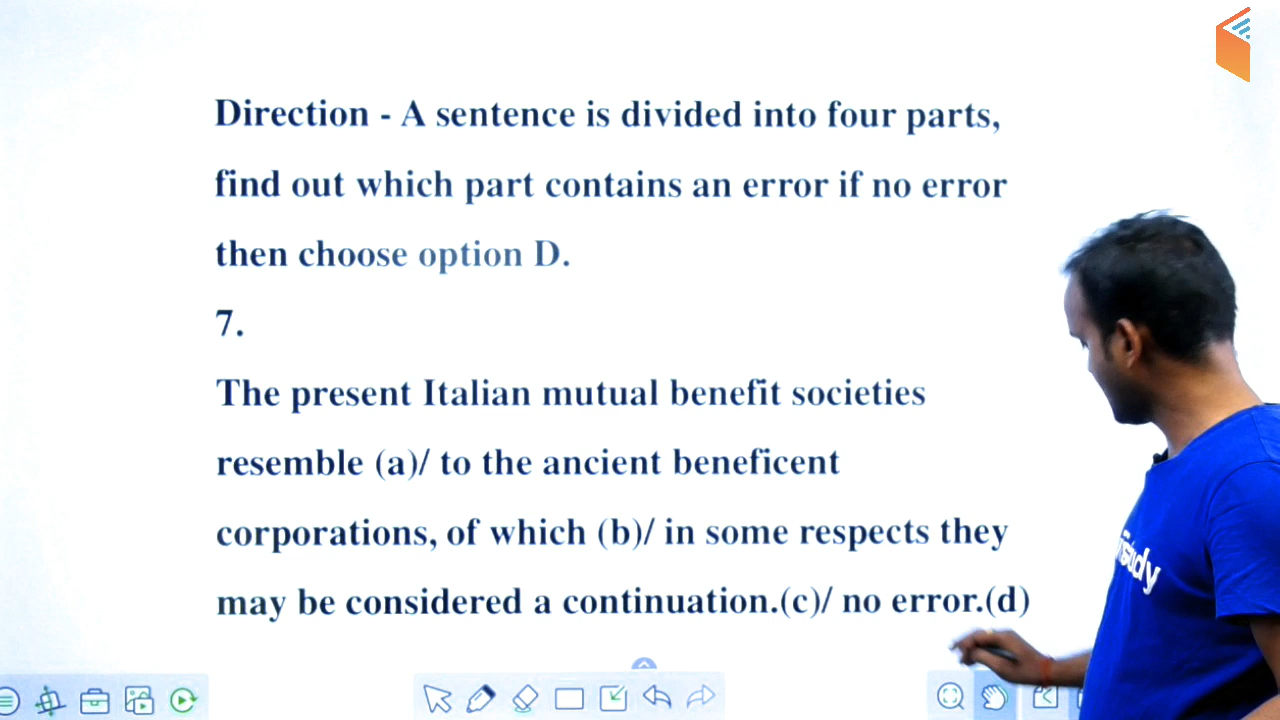 Direction - A sentence is divided into four parts,
find out which part contains an error if no error
then choose option D.
7.
The present Italian mutual benefit societies
resemble (a)/ to the ancient beneficent
corporations, of which (b)/ in some respects they
may be considered a continuation.(c)/ no error.(d)